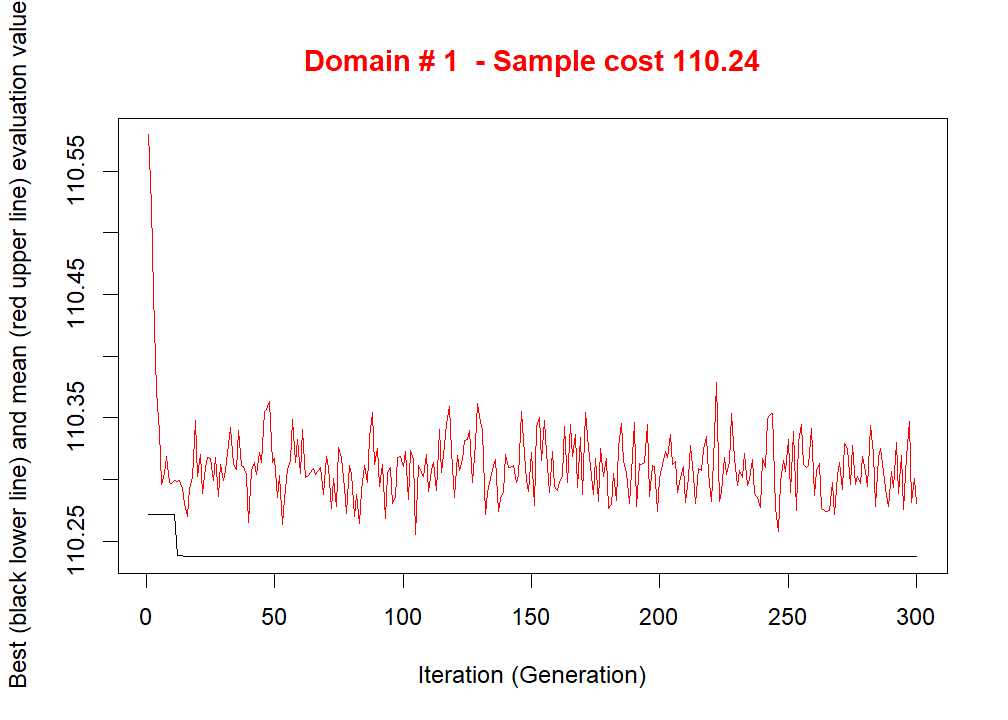 Domain # 1  - Sample cost 110.24
Best (black lower line) and mean (red upper line) evaluation value
110.55
110.45
110.35
110.25
0 50 100 150 200 250 300
Iteration (Generation)